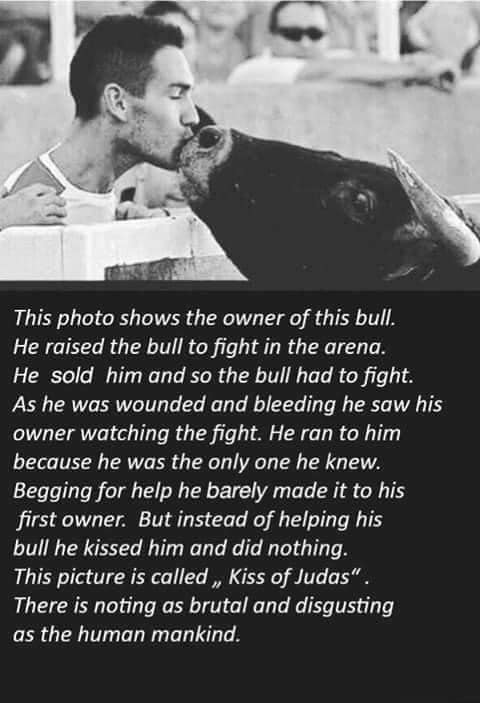 This photo shows the owner of this bull.
He raised the bull to fight in the arena.
He sold him and so the bull had to fight.
As he was wounded and bleeding he saw his
owner watching the fight. He ran to him
because he was the only one he knew.
Begging for help he barely made it to his
first owner. But instead of helping his
bull he kissed him and did nothing.
This picture is called „ Kiss of Judas“ .
There is noting as brutal and disgusting
as the human mankind.